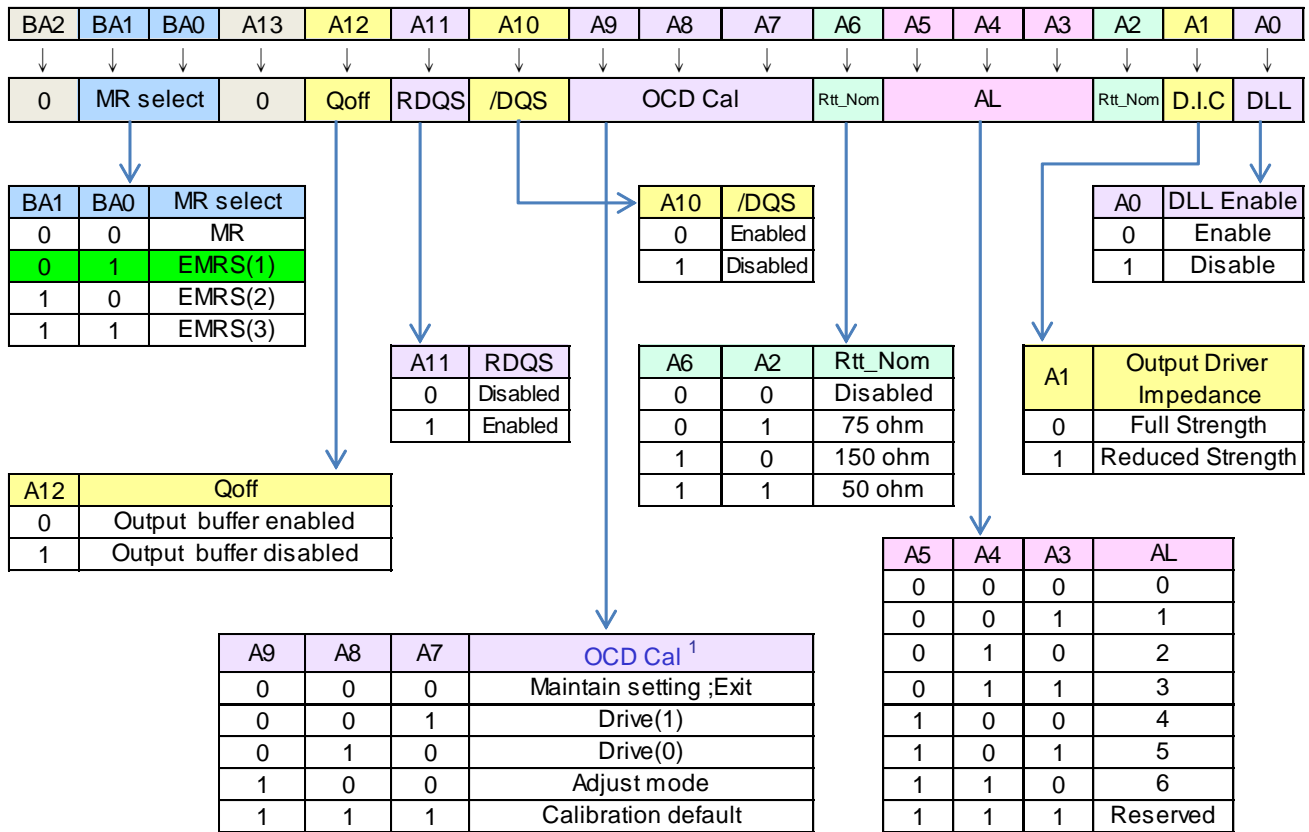 BA2 BA1 BA0 A13 A12 A11 A10 A9 A8 A7 A6 A5 A4 A3 A2 A1 A0
0 MR select 0 Qoff RDQS /DQS OCD Cal Rtt_Nom AL Rtt_Nom D.I.C DLL
BA1 BA0 MR select
0 0 MR
0 1 EMRS(1)
1 0 EMRS(2)
1 1 EMRS(3)
A10 /DQS
0 Enabled
1 Disabled
A0 DLL Enable
0 Enable
1 Disable
A11 RDQS
0 Disabled
1 Enabled
A6 A2 Rtt_Nom
0 0 Disabled
0 1 75 ohm
1 0 150 ohm
1 1 50 ohm
A1 Output Driver
Impedance
0 Full Strength
1 Reduced Strength
A12 Qoff
0 Output buffer enabled
1 Output buffer disabled
A5 A4 A3 AL
0 0 0 0
0 0 1 1
0 1 0 2
0 1 1 3
1 0 0 4
1 0 1 5
1 1 0 6
1 1 1 Reserved
A9 A8 A7 OCD Cal 1
0 0 0 Maintain setting ;Exit
0 0 1 Drive(1)
0 1 0 Drive(0)
1 0 0 Adjust mode
1 1 1 Calibration default